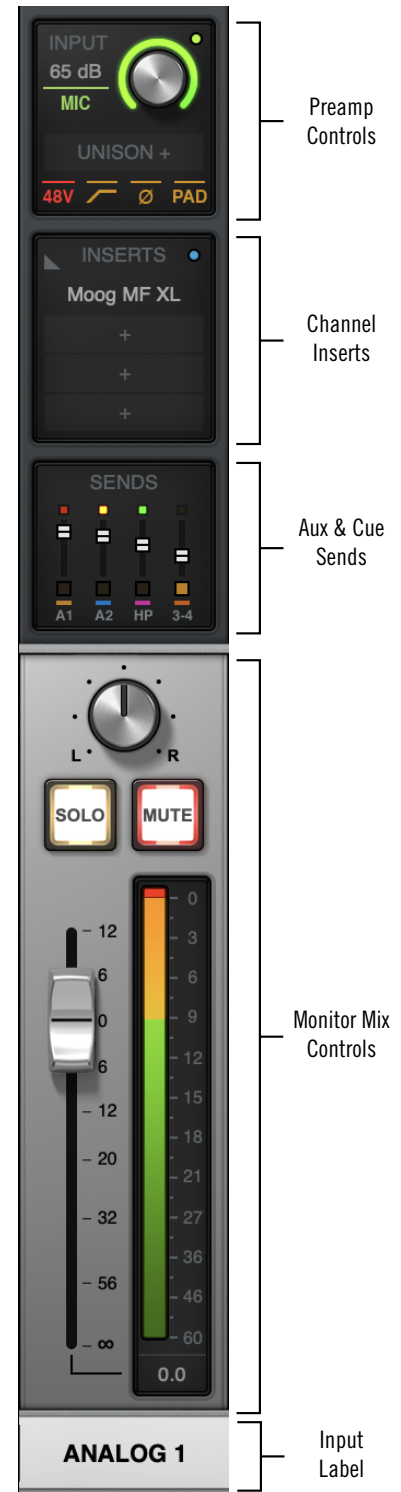 INPUT
65 dB
MIC
UNISON +
48V Ø PAD
Preamp
Controls
INSERTS
Moog MF XL
+
+
+
Channel
Inserts
SENDS
A1 A2 HP 3-4
Aux & Cue
Sends
L R
SOLO MUTE
12
6
0
6
12
20
32
56
∞
0
3
6
9
12
15
18
21
27
36
46
60
0.0
Monitor Mix
Controls
ANALOG 1
Input
Label